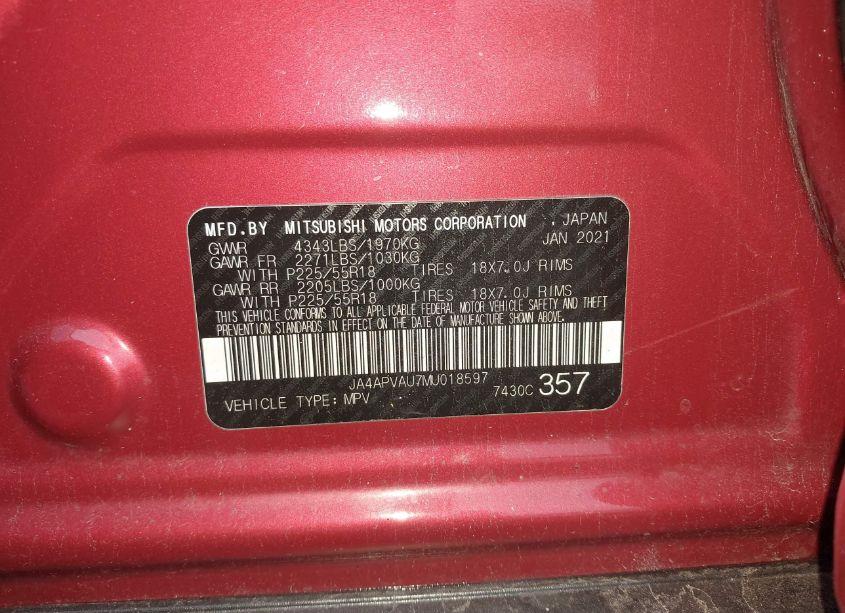 MFD.BY MITSUBISHI MOTORS CORPORATION , JAPAN
GVWR 4343LBS/1970KG JAN 2021
GAWR FR 2271LBS/1030KG
WITH P225/55R18 TIRES 18X7.0J RIMS
GAWR RR 2205LBS/1000KG
WITH P225/55R18 TIRES 18X7.0J RIMS
THIS VEHICLE CONFORMS TO ALL APPLICABLE FEDERAL MOTOR VEHICLE SAFETY AND THEFT
PREVENTION STANDARDS IN EFFECT ON THE DATE OF MANUFACTURE SHOWN ABOVE.
JA4APVAU7MU018597
VEHICLE TYPE: MPV 7430C 357